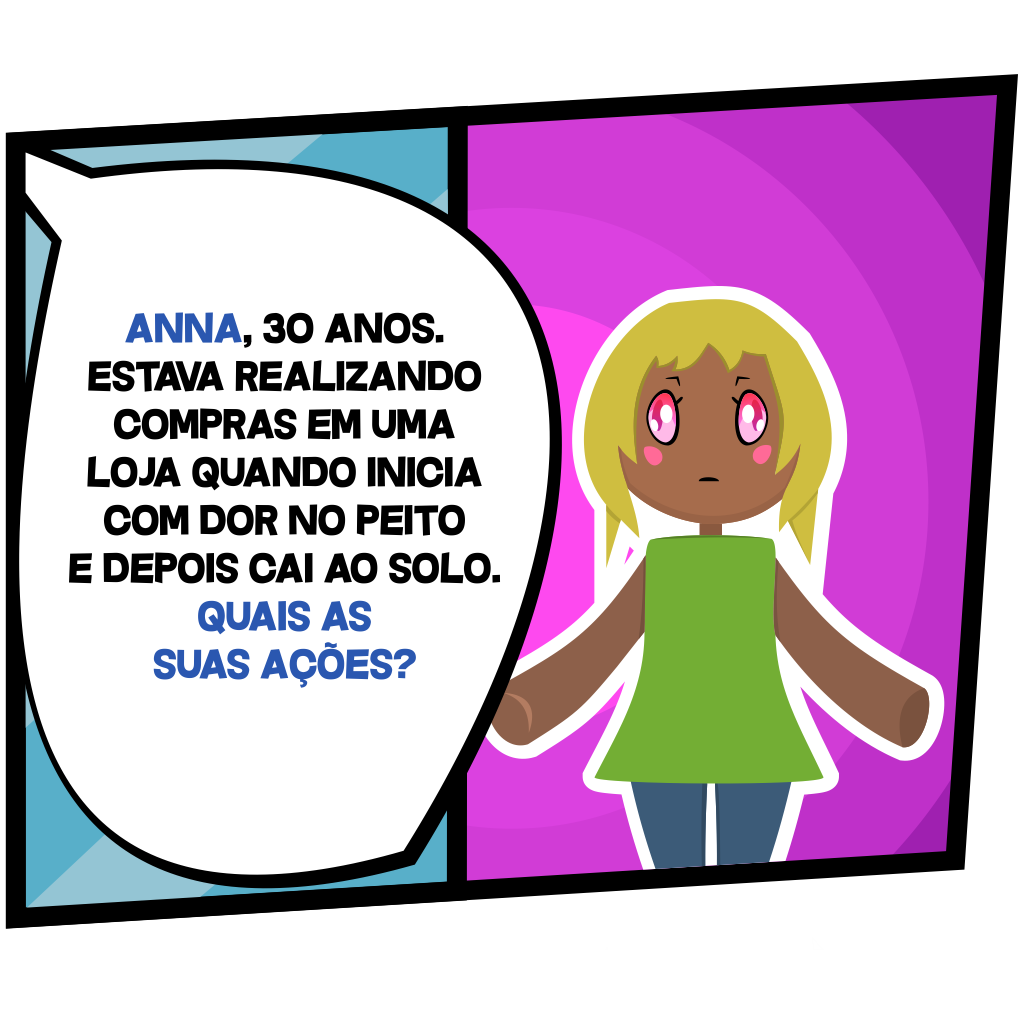 ANNA, 30 ANOS.
ESTAVA REALIZANDO
COMPRAS EM UMA
LOJA QUANDO INICIA
COM DOR NO PEITO
E DEPOIS CAI AO SOLO.
QUAIS AS
SUAS AÇÕES?